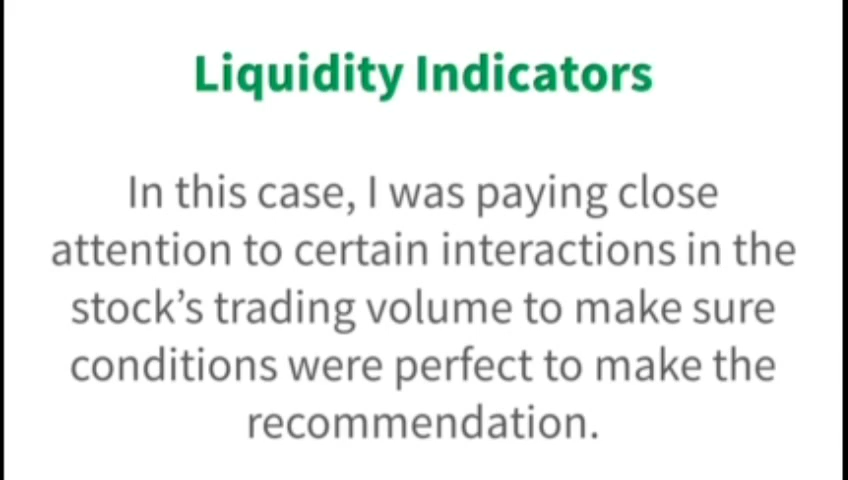 Liquidity Indicators
In this case, I was paying close
attention to certain interactions in the
stock’s trading volume to make sure
conditions were perfect to make the
recommendation.